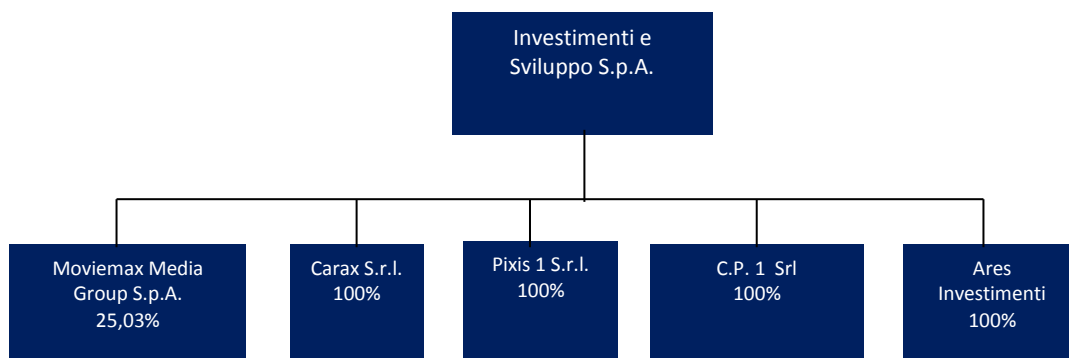 Investimenti e
Sviluppo S.p.A.
Moviemax Media
Group S.p.A.
25,03%
Carax S.r.l.
100%
Pixis 1 S.r.l.
100%
C.P. 1 Srl
100%
Ares
Investimenti
100%